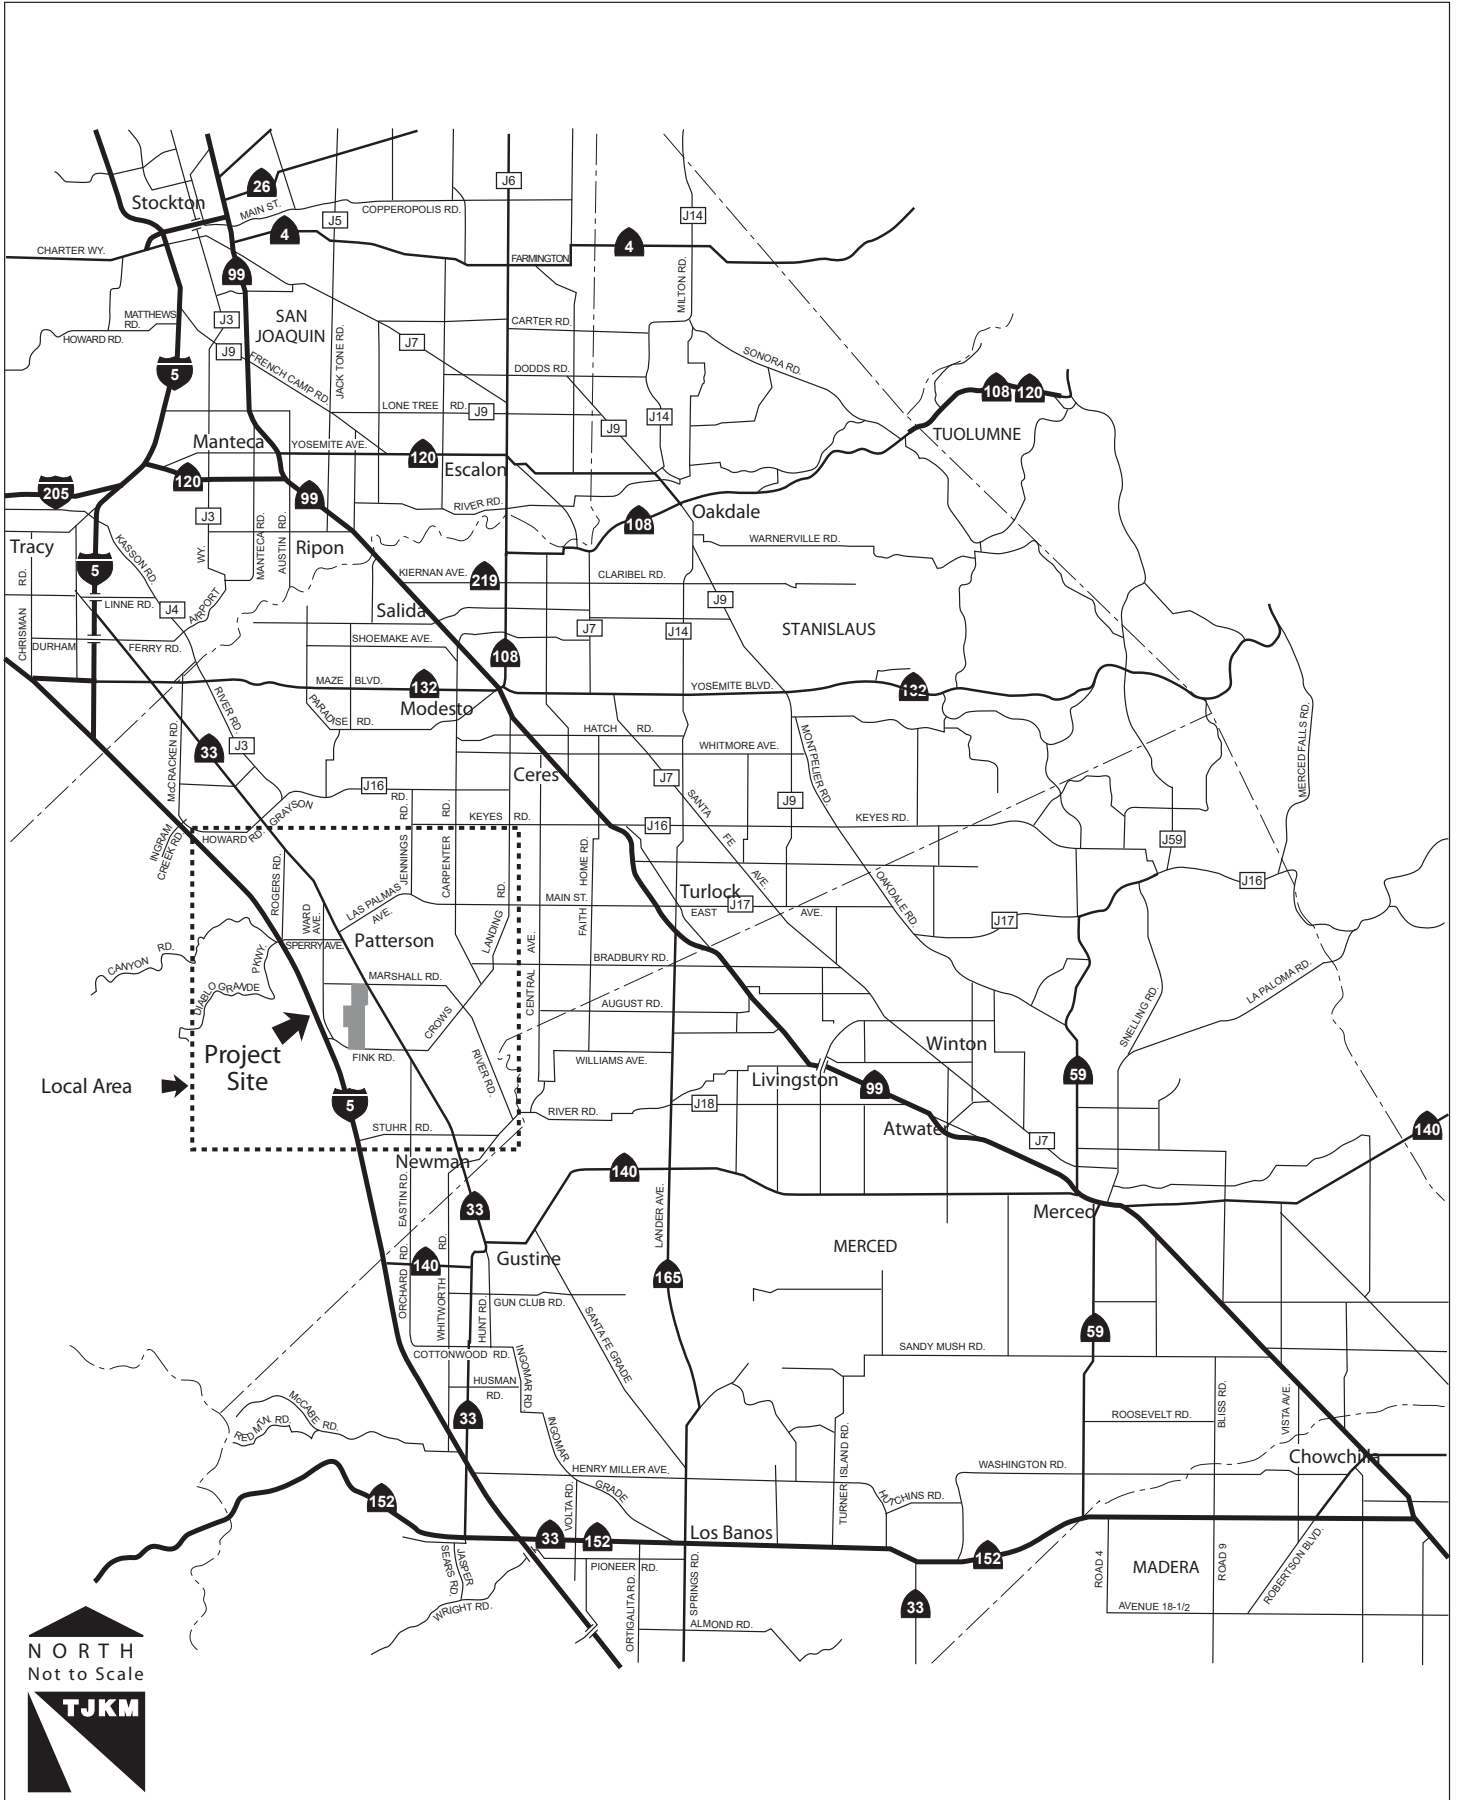 J6
26
Stockton
MAIN ST.
COPPEROPOLIS RD.
J5
J14
4
4
CHARTER WY.
FARMINGTON
99
MILTON RD.
MATTHEWS
RD.
HOWARD RD.
J3
SAN
JOAQUIN
CARTER RD.
J9
FRENCH CAMP RD.
JACK TONE RD.
J7
SONORA RD.
5
DODDS RD.
108
120
LONE TREE RD.
J9
J14
J9
TUOLUMNE
Manteca
YOSEMITE AVE.
120
Escalon
205
120
99
RIVER RD.
J3
108
Oakdale
WARNERVILLE RD.
Tracy
KASSON RD.
WY.
MANTECA RD.
AUSTIN RD.
Ripon
5
KIERNAN AVE.
219
CLARIBEL RD.
CHRISMAN RD.
LINNE RD.
J4
AIRPORT
Salida
J9
J7
J14
STANISLAUS
DURHAM
FERRY RD.
SHOEMAKE AVE.
108
MAZE BLVD.
132
YOSEMITE BLVD.
132
RIVER RD.
PARADISE RD.
Modesto
McCRACKEN RD.
33
J3
HATCH RD.
WHITMORE AVE.
MONTPELIER RD.
MERCED FALLS RD.
Ceres
J16
RD.
J7
J9
SANTA FE AVE.
GRAYSON
HOWARD RD.
INGRAM
CREEK RD.
JENNINGS RD.
CARPENTER RD.
KEYES RD.
J16
KEYES RD.
J59
ROGERS RD.
FAITH HOME RD.
OAKDALE RD.
J16
WARD
AVE.
LAS PALMAS
AVE.
MAIN ST.
Turlock
EAST
J17
AVE.
J17
LANDING RD.
SPERRY AVE.
Patterson
CANYON RD.
PKWY.
DIABLO GRANDE
MARSHALL RD.
CENTRAL AVE.
BRADBURY RD.
LA PALOMA RD.
CROWS
AUGUST RD.
SNELLING RD.
Project
Site
FINK RD.
RIVER RD.
WILLIAMS AVE.
Winton
Livingston
99
59
Local Area
5
RIVER RD.
J18
STUHR RD.
Atwater
J7
140
Newman
140
EASTIN RD.
33
LANDER AVE.
Merced
RD.
Gustine
MERCED
140
ORCHARD RD.
WHITWORTH
165
HUNT RD.
GUN CLUB RD.
SANTA FE GRADE
59
COTTONWOOD RD.
INGOMAR RD.
SANDY MUSH RD.
HUSMAN
RD.
33
McCABE RD.
RED MTN. RD.
INGOMAR
GRADE
ROOSEVELT RD.
BLISS RD.
VISTA AVE.
Chowchilla
HENRY MILLER AVE.
WASHINGTON RD.
TURNER ISLAND RD.
152
VOLTA RD.
HUTCHINS RD.
33
152
Los Banos
152
JASPER
SEARS RD.
PIONEER RD.
ROAD 4
MADERA
ROAD 9
ROBERTSON BLVD.
WRIGHT RD.
ORTIGALITA RD.
SPRINGS RD.
33
AVENUE 18-1/2
ALMOND RD.
NORTH
Not to Scale
TJKM